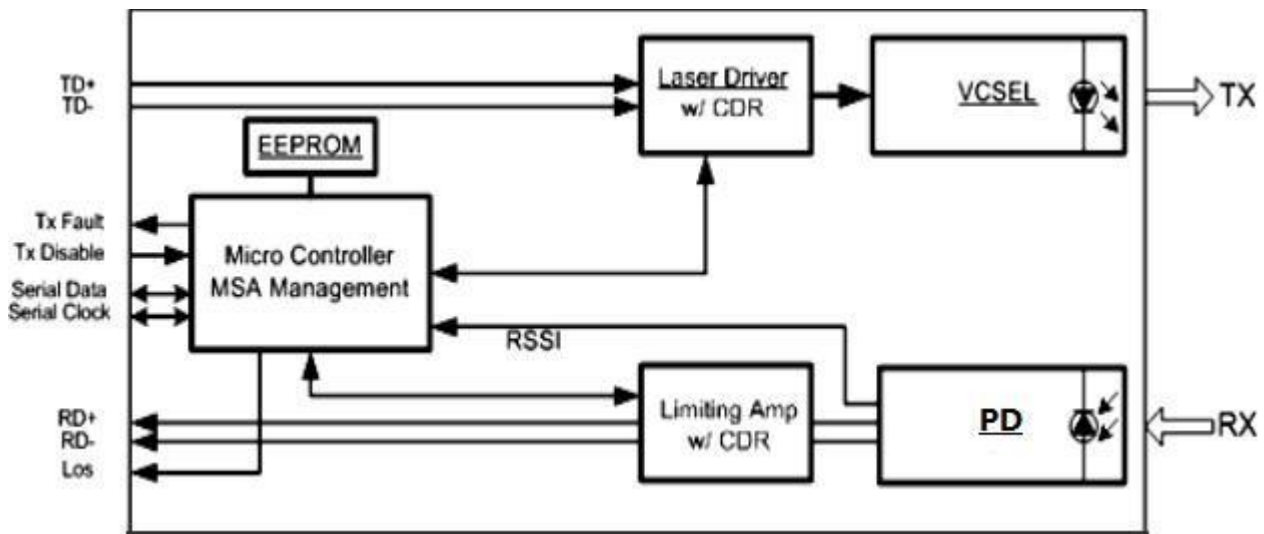 TD+
TD-
Laser Driver
w/ CDR
VCSEL
TX
EEPROM
Tx Fault
Tx Disable
Serial Data
Serial Clock
Micro Controller
MSA Management
RSSI
RD+
RD-
Los
Limiting Amp
w/ CDR
PD
RX